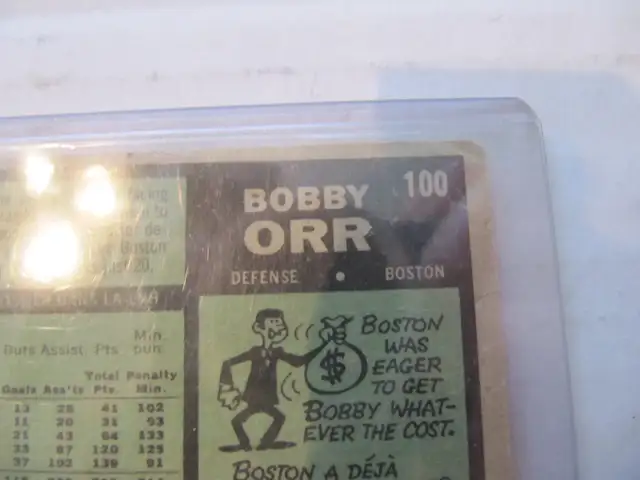 BOBBY 100
ORR
DEFENSE • BOSTON
BOSTON
WAS
EAGER
TO GET
BOBBY WHAT-
EVER THE COST.
BOSTON A DÉJÀ
Min.
Buts Assist Pts pun.
Total Penalty
Goals Ass'ts Pts. Min.
13 28 41 102
11 20 31 93
21 43 64 133
33 87 120 125
37 102 139 91